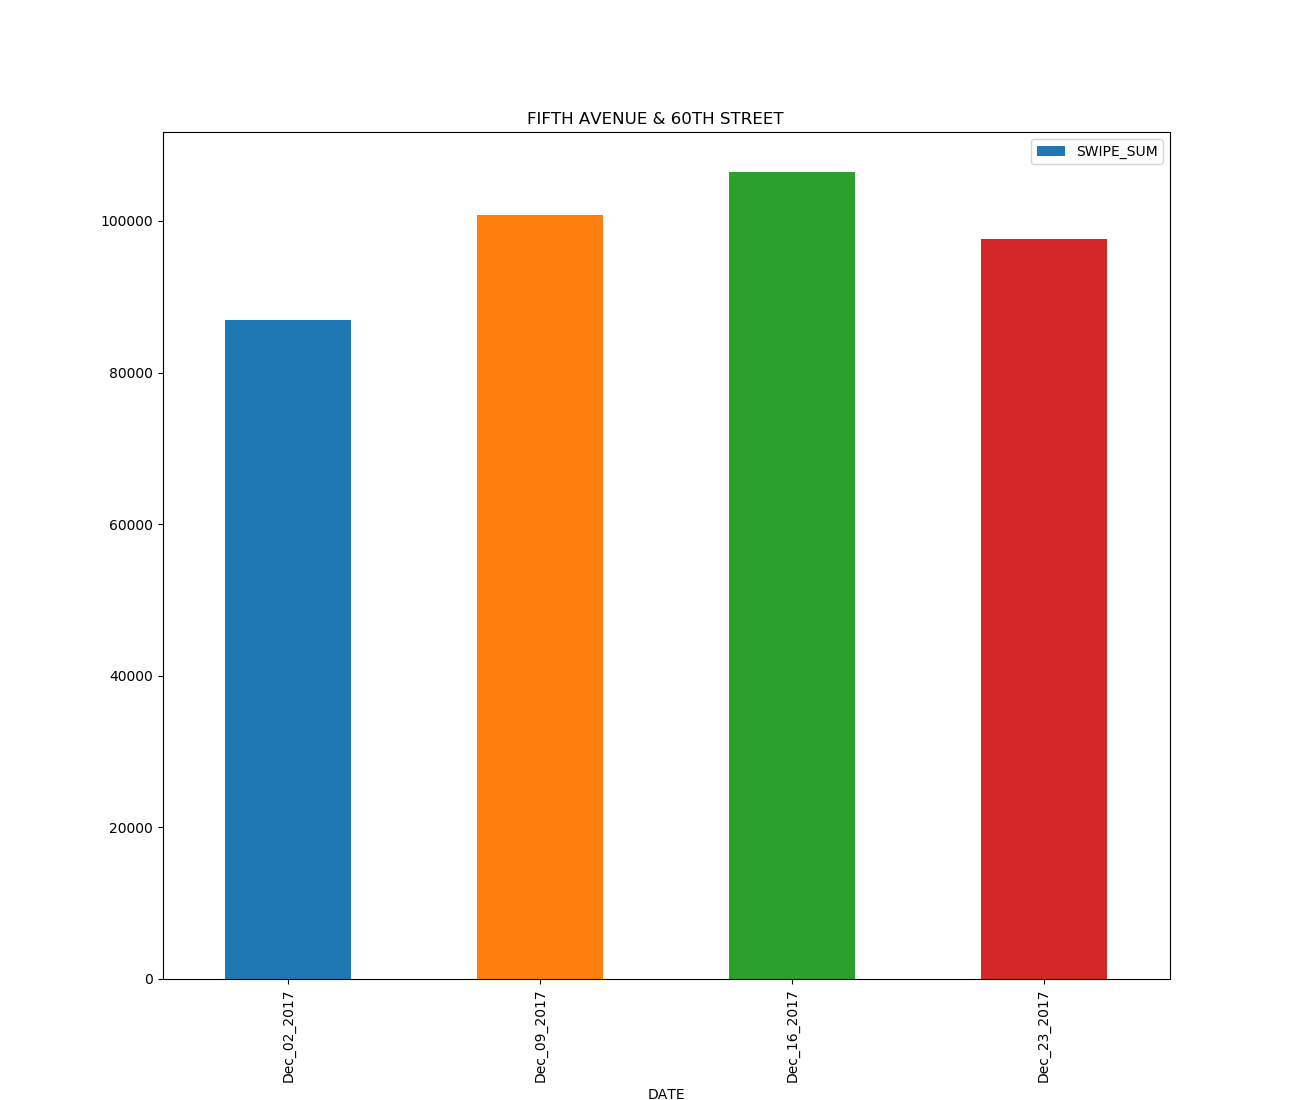 FIFTH AVENUE & 60TH STREET
SWIPE_SUM
100000
80000
60000
40000
20000
0
Dec_02_2017
Dec_09_2017
Dec_16_2017
Dec_23_2017
DATE